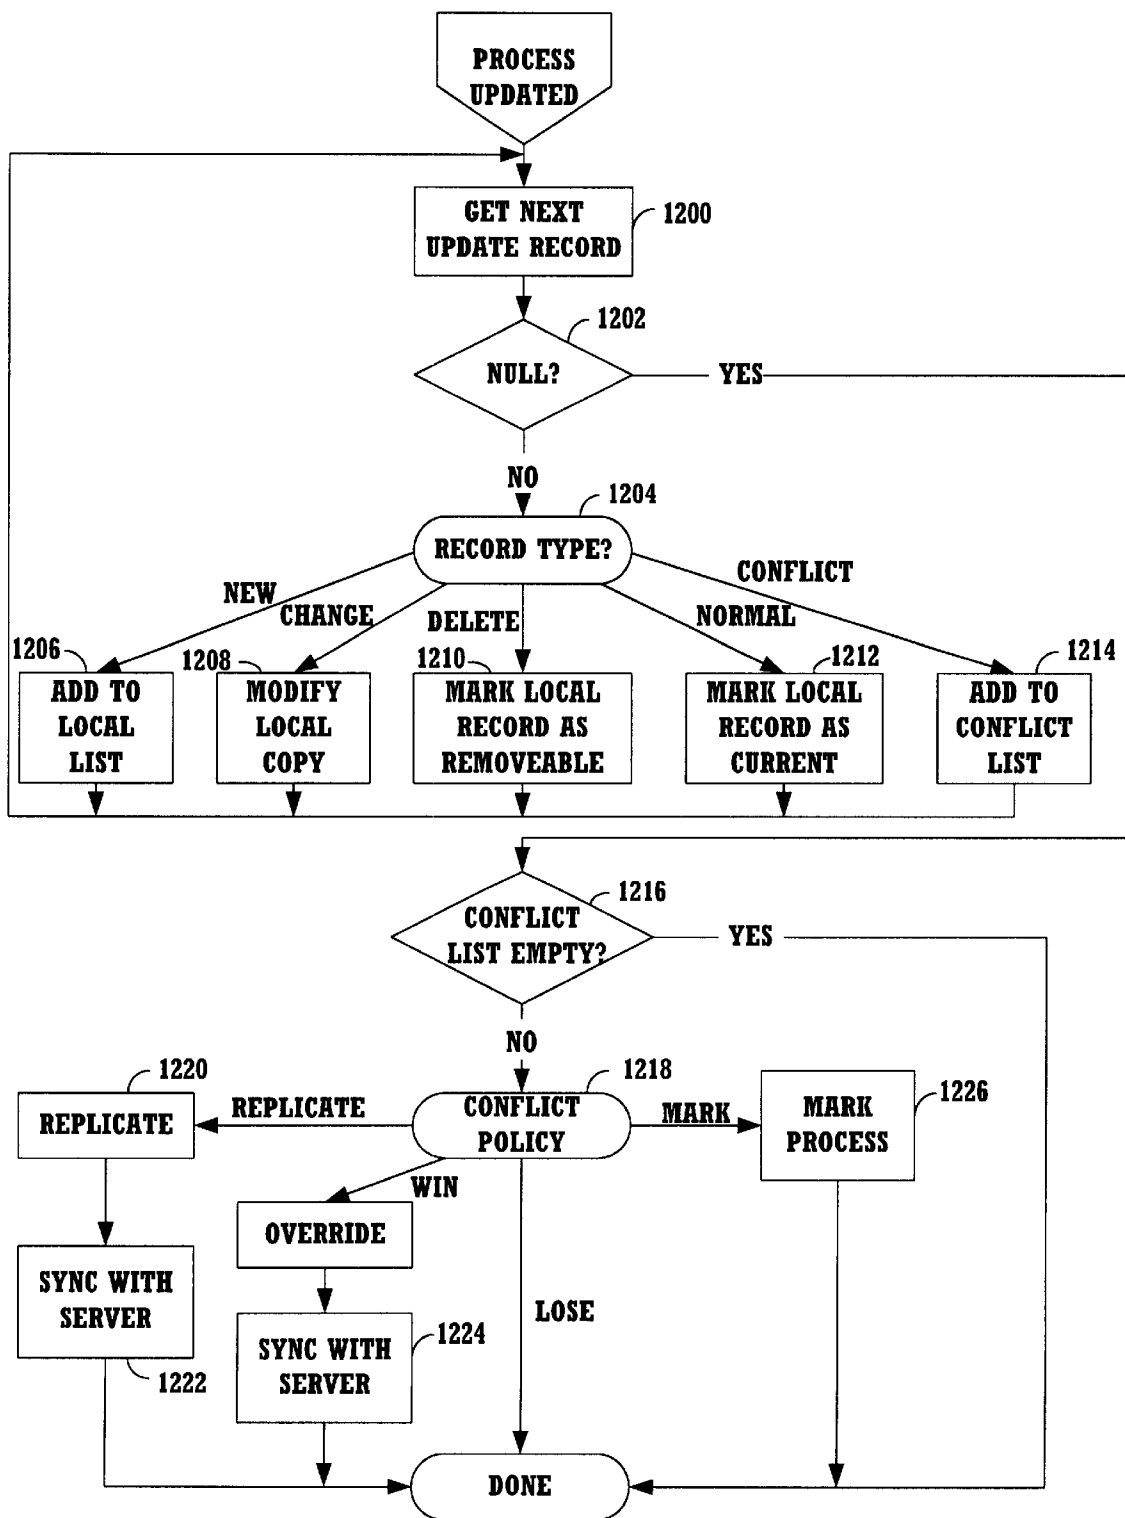 PROCESS
UPDATED
GET NEXT
UPDATE RECORD
1200
1202
NULL?
YES
NO
1204
RECORD TYPE?
NEW
CHANGE
DELETE
NORMAL
CONFLICT
1206
1208
1210
1212
1214
ADD TO
LOCAL
LIST
MODIFY
LOCAL
COPY
MARK LOCAL
RECORD AS
REMOVEABLE
MARK LOCAL
RECORD AS
CURRENT
ADD TO
CONFLICT
LIST
1216
CONFLICT
LIST EMPTY?
YES
NO
1218
CONFLICT
POLICY
REPLICATE
1220
REPLICATE
MARK
1226
MARK
PROCESS
WIN
OVERRIDE
SYNC WITH
SERVER
1222
SYNC WITH
SERVER
1224
LOSE
DONE